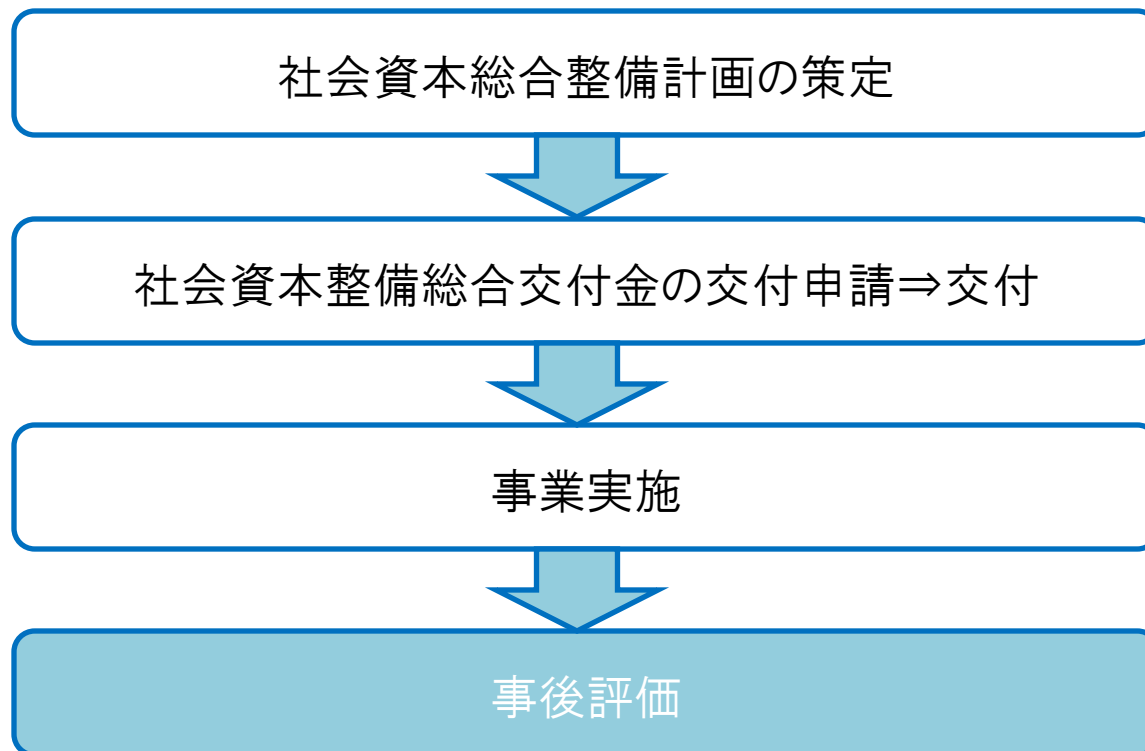 社会資本総合整備計画の策定
社会資本整備総合交付金の交付申請⇒交付
事業実施
事後評価